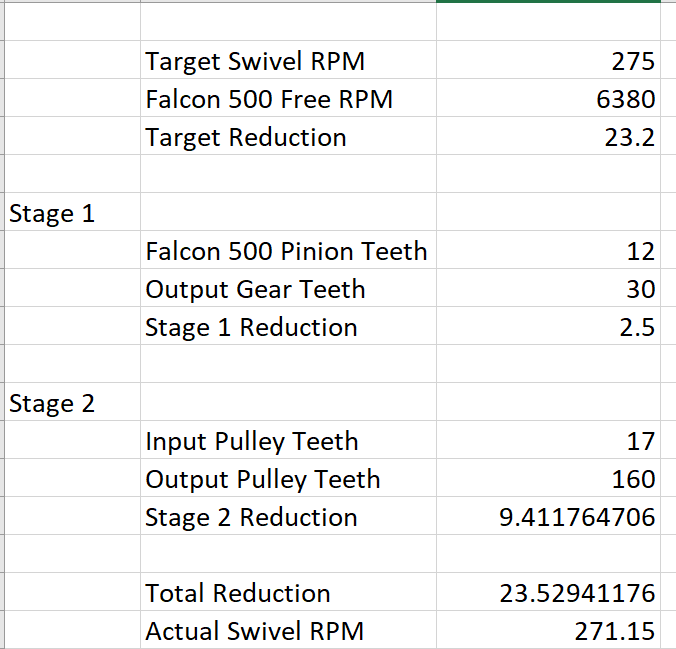 Target Swivel RPM 275
Falcon 500 Free RPM 6380
Target Reduction 23.2
Stage 1
Falcon 500 Pinion Teeth 12
Output Gear Teeth 30
Stage 1 Reduction 2.5
Stage 2
Input Pulley Teeth 17
Output Pulley Teeth 160
Stage 2 Reduction 9.411764706
Total Reduction 23.52941176
Actual Swivel RPM 271.15